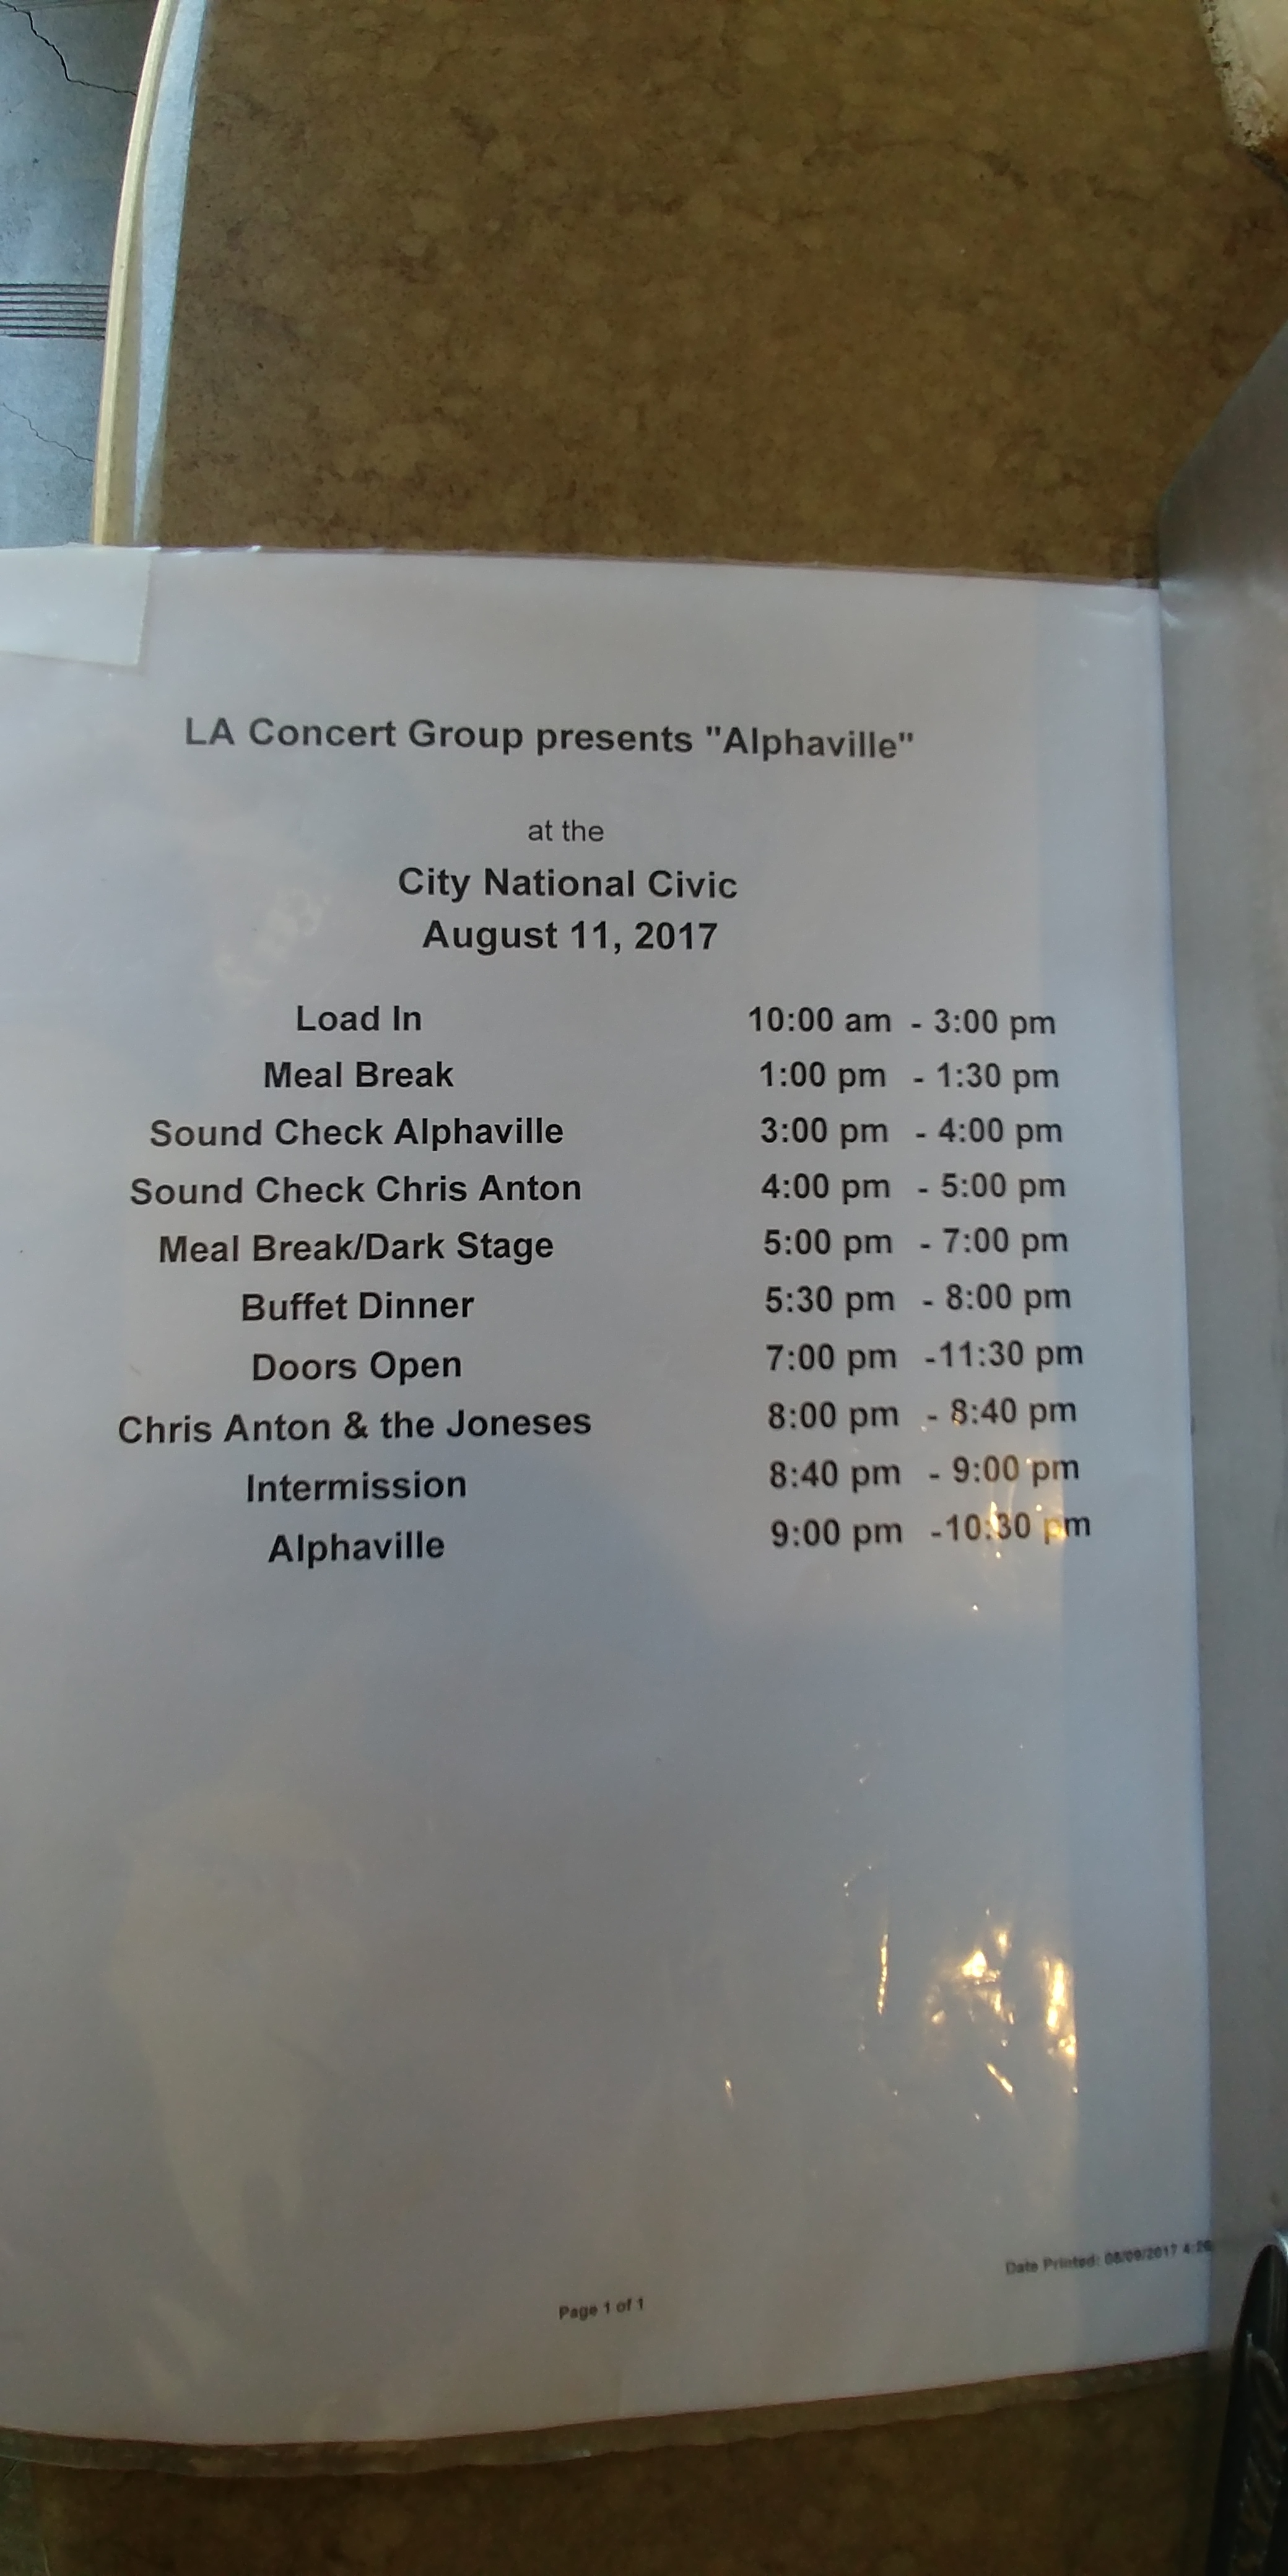 LA Concert Group presents "Alphaville"
at the
City National Civic
August 11, 2017
Load In 10:00 am - 3:00 pm
Meal Break 1:00 pm - 1:30 pm
Sound Check Alphaville 3:00 pm - 4:00 pm
Sound Check Chris Anton 4:00 pm - 5:00 pm
Meal Break/Dark Stage 5:00 pm - 7:00 pm
Buffet Dinner 5:30 pm - 8:00 pm
Doors Open 7:00 pm -11:30 pm
Chris Anton & the Joneses 8:00 pm - 8:40 pm
Intermission 8:40 pm - 9:00 pm
Alphaville 9:00 pm -10:30 pm
Date Printed: 08/09/2017
Page 1 of 1